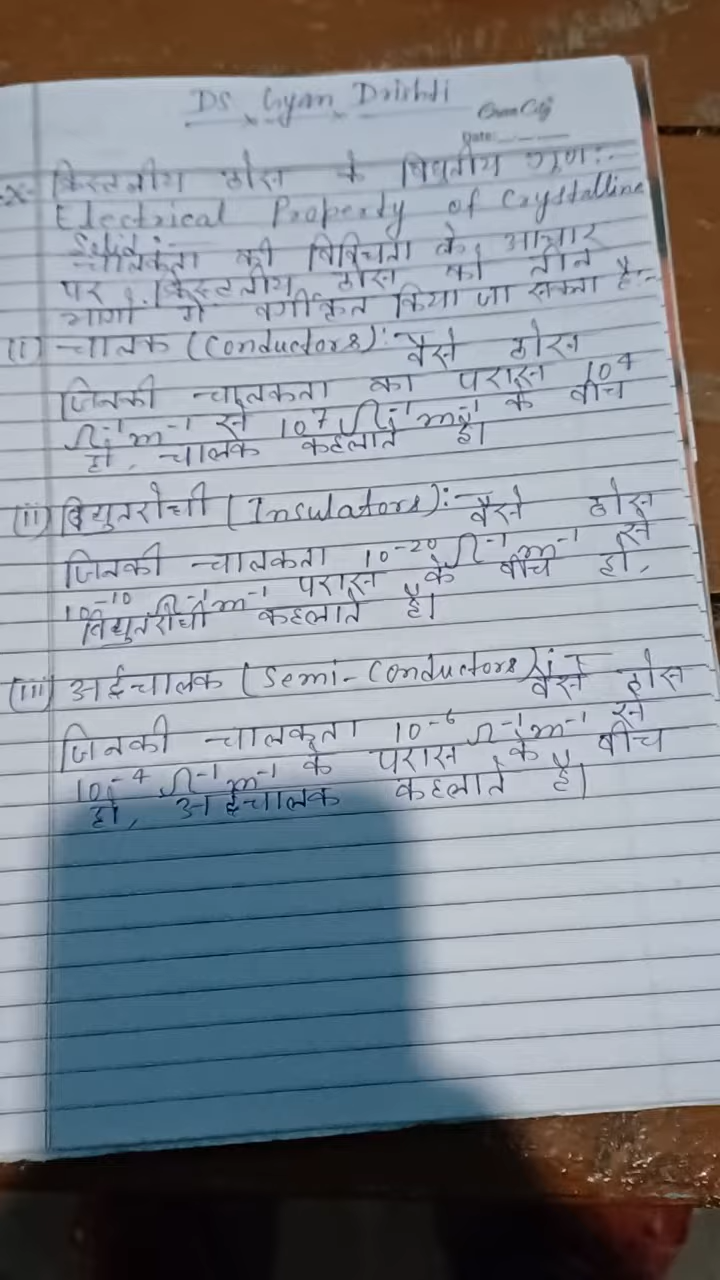 DS Gyan Drishti
Date:
क्रिस्टलीय ठोस के विधुतीय गुण:-
Electrical Property of Crystalline
Solid:-
चालकता की विविधता के आधार
पर क्रिस्टलीय ठोस को तीन
भागों में वर्गीकृत किया जा सकता है:-
(i) चालक (Conductors):- वैसे ठोस
जिनकी चालकता का परास 10⁴
Ω⁻¹m⁻¹ से 10⁷ Ω⁻¹m⁻¹ के बीच
हो, चालक कहलाते है।
(ii) विधुतरोधी (Insulators):- वैसे ठोस
जिनकी चालकता 10⁻²⁰ Ω⁻¹m⁻¹ से
10⁻¹⁰ Ω⁻¹m⁻¹ परास के बीच हो,
विधुतरोधी कहलाते है।
(iii) अर्द्धचालक (Semi-Conductors):- वैसे ठोस
जिनकी चालकता 10⁻⁶ Ω⁻¹m⁻¹ से
10⁻⁴ Ω⁻¹m⁻¹ के परास के बीच
हो, अर्द्धचालक कहलाते है।